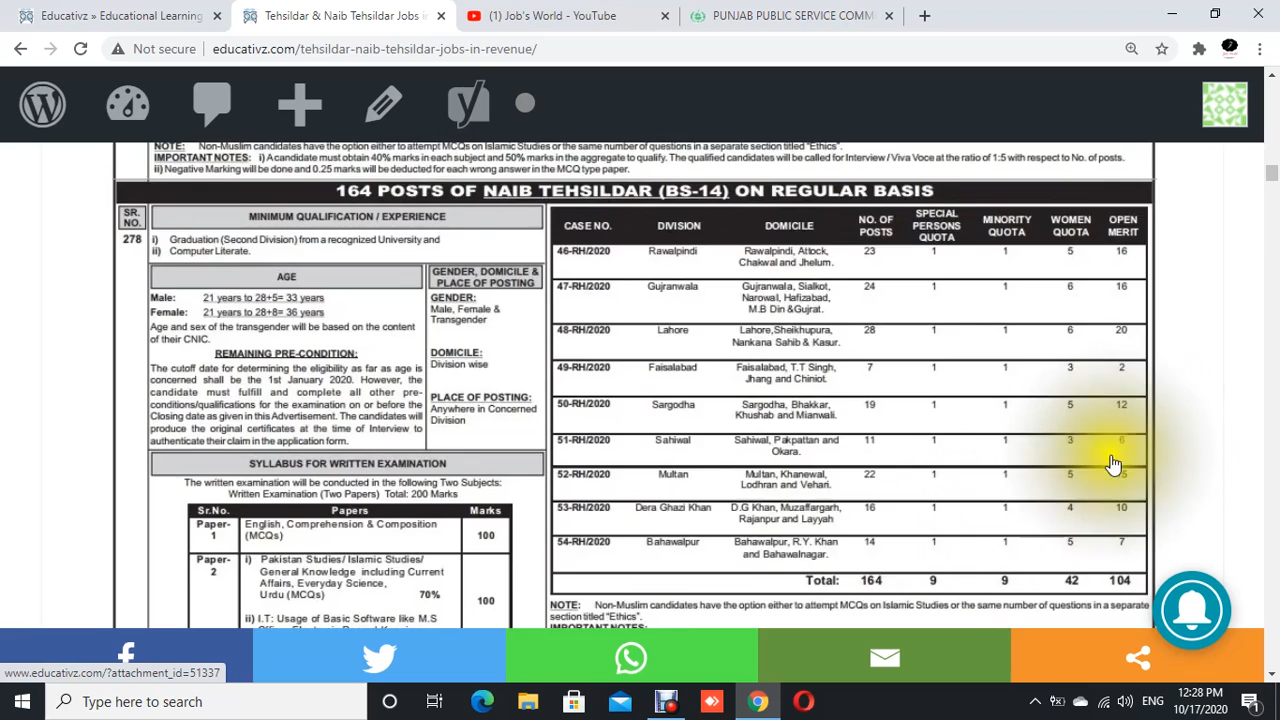 Educativz » Educational Learning
Tehsildar & Naib Tehsildar Jobs in
Job's World - YouTube
PUNJAB PUBLIC SERVICE COMM
Not secure
educativz.com/tehsildar-naib-tehsildar-jobs-in-revenue/
NOTE: Non-Muslim candidates have the option either to attempt MCQs on Islamic Studies or the same number of questions in a separate section titled "Ethics".
IMPORTANT NOTES: i) A candidate must obtain 40% marks in each subject and 50% marks in the aggregate to qualify. The qualified candidates will be called for Interview / Viva Voce at the ratio of 1:5 with respect to No. of posts.
ii) Negative Marking will be done and 0.25 marks will be deducted for each wrong answer in the MCQ type paper.
164 POSTS OF NAIB TEHSILDAR (BS-14) ON REGULAR BASIS
SR. NO.
278
MINIMUM QUALIFICATION / EXPERIENCE
i) Graduation (Second Division) from a recognized University and
ii) Computer Literate.
AGE
Male: 21 years to 28+5= 33 years
Female: 21 years to 28+8= 36 years
Age and sex of the transgender will be based on the content
of their CNIC.
REMAINING PRE-CONDITION:
The cutoff date for determining the eligibility as far as age is
concerned shall be the 1st January 2020. However, the
candidate must fulfill and complete all other pre-
conditions/qualifications for the examination on or before the
Closing date as given in this Advertisement. The candidates will
produce the original certificates at the time of Interview to
authenticate their claim in the application form.
GENDER, DOMICILE &
PLACE OF POSTING
GENDER:
Male, Female &
Transgender
DOMICILE:
Division wise
PLACE OF POSTING:
Anywhere in Concerned
Division
SYLLABUS FOR WRITTEN EXAMINATION
The written examination will be conducted in the following Two Subjects:
Written Examination (Two Papers) Total: 200 Marks
Sr.No. Papers Marks
Paper-1 English, Comprehension & Composition
(MCQs) 100
Paper-2 i) Pakistan Studies/ Islamic Studies/
General Knowledge including Current
Affairs, Everyday Science,
Urdu (MCQs) 70%
100
ii) I.T: Usage of Basic Software like M.S
CASE NO. DIVISION DOMICILE NO. OF POSTS SPECIAL PERSONS QUOTA MINORITY QUOTA WOMEN QUOTA OPEN MERIT
46-RH/2020 Rawalpindi Rawalpindi, Attock, 23 1 1 5 16
Chakwal and Jhelum.
47-RH/2020 Gujranwala Gujranwala, Sialkot, 24 1 1 6 16
Narowal, Hafizabad,
M.B Din &Gujrat.
48-RH/2020 Lahore Lahore,Sheikhupura, 28 1 1 6 20
Nankana Sahib & Kasur.
49-RH/2020 Faisalabad Faisalabad, T.T Singh, 7 1 1 3 2
Jhang and Chiniot.
50-RH/2020 Sargodha Sargodha, Bhakkar, 19 1 1 5 12
Khushab and Mianwali.
51-RH/2020 Sahiwal Sahiwal, Pakpattan and 11 1 1 3 6
Okara.
52-RH/2020 Multan Multan, Khanewal, 22 1 1 5
Lodhran and Vehari.
53-RH/2020 Dera Ghazi Khan D.G Khan, Muzaffargarh, 16 1 1 4 10
Rajanpur and Layyah
54-RH/2020 Bahawalpur Bahawalpur, R.Y. Khan 14 1 1 5 7
and Bahawalnagar.
Total: 164 9 9 42 104
NOTE: Non-Muslim candidates have the option either to attempt MCQs on Islamic Studies or the same number of questions in a separate
section titled "Ethics".
www.educativz.com/?attachment_id=51337
Type here to search
ENG
12:28 PM
10/17/2020